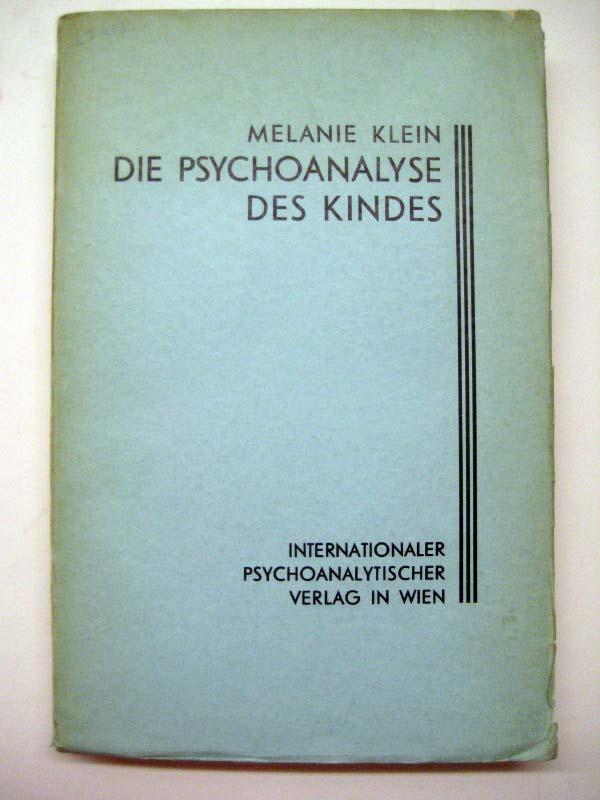 MELANIE KLEIN
DIE PSYCHOANALYSE
DES KINDES
INTERNATIONALER
PSYCHOANALYTISCHER
VERLAG IN WIEN